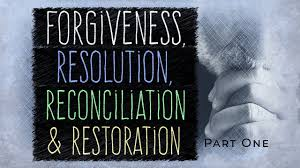 FORGIVENESS,
RESOLUTION,
RECONCILIATION
& RESTORATION
PART ONE